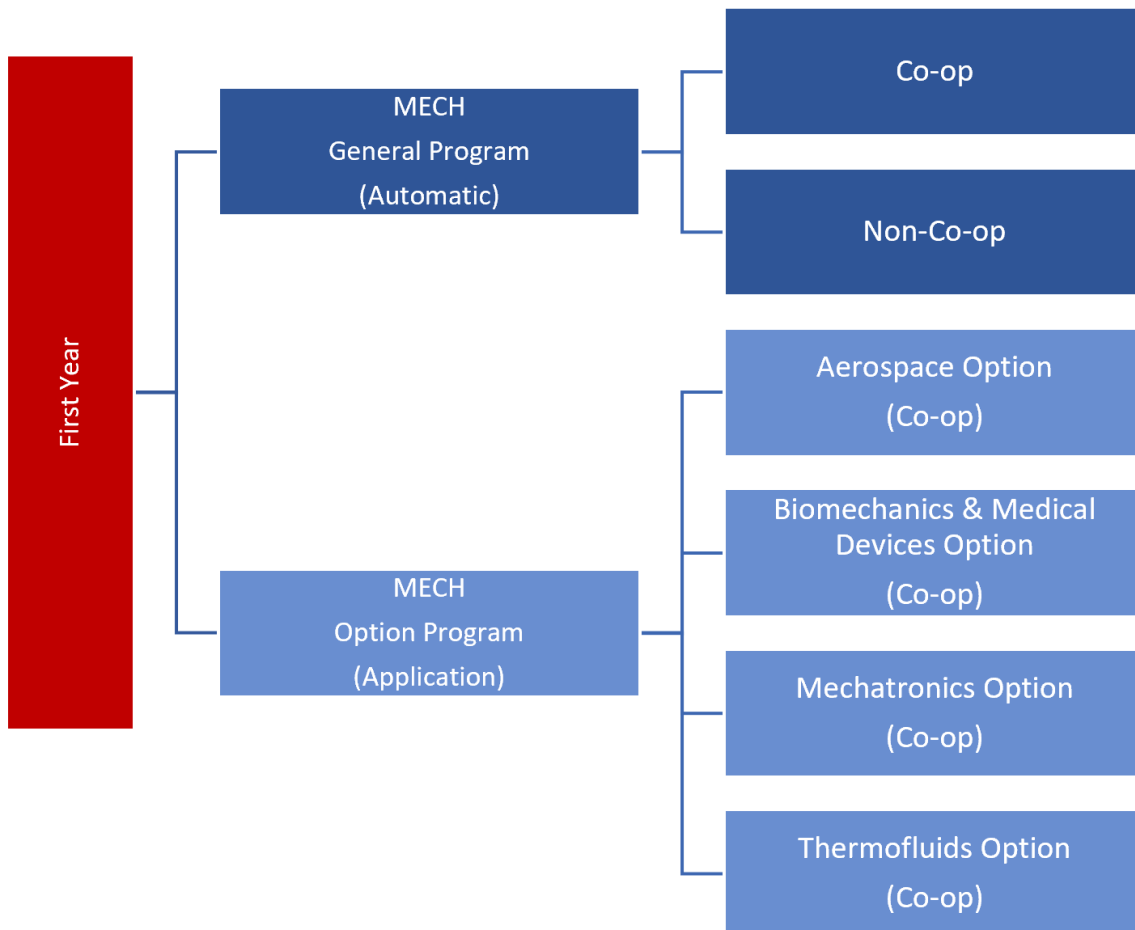 First Year
MECH
General Program
(Automatic)
Co-op
Non-Co-op
MECH
Option Program
(Application)
Aerospace Option
(Co-op)
Biomechanics & Medical
Devices Option
(Co-op)
Mechatronics Option
(Co-op)
Thermofluids Option
(Co-op)